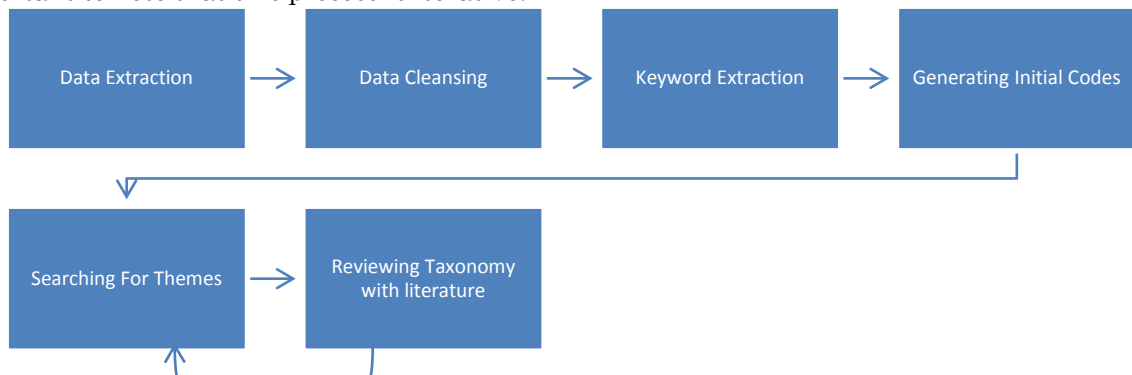 Data Extraction
Data Cleansing
Keyword Extraction
Generating Initial Codes
Searching For Themes
Reviewing Taxonomy
with literature